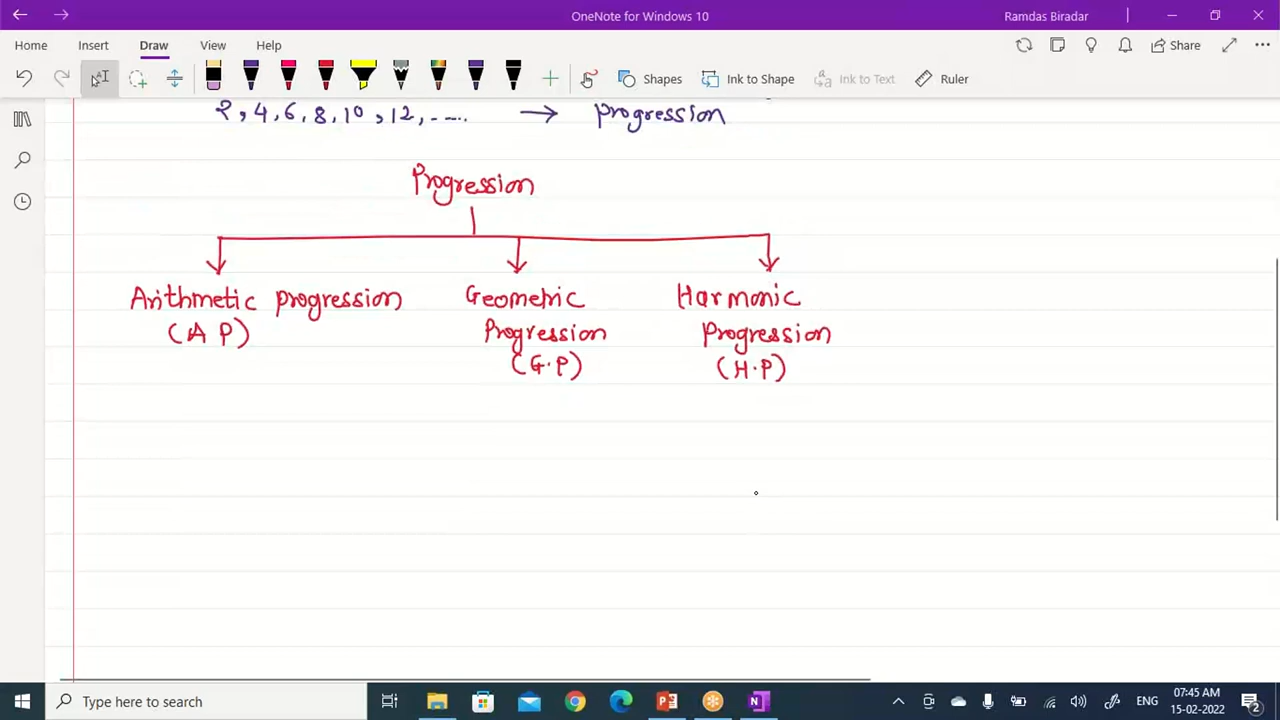 OneNote for Windows 10
Ramdas Biradar
Home Insert Draw View Help
Share
Shapes Ink to Shape Ink to Text Ruler
2, 4, 6, 8, 10, 12, ..... → progression
Progression
Arithmetic progression
(A P)
Geometric
Progression
(G.P)
Harmonic
Progression
(H.P)
Type here to search
ENG
07:45 AM
15-02-2022
2